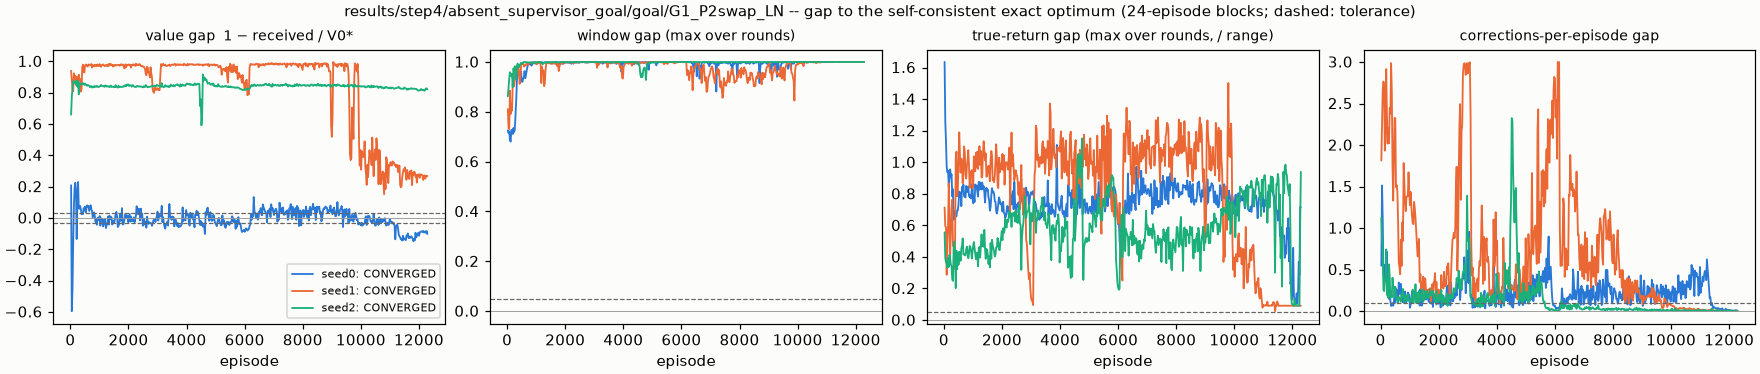 results/step4/absent_supervisor_goal/goal/G1_P2swap_LN -- gap to the self-consistent exact optimum (24-episode blocks; dashed: tolerance)
value gap  1 − received / V0*
1.0
0.8
0.6
0.4
0.2
0.0
−0.2
−0.4
−0.6
0 2000 4000 6000 8000 10000 12000
episode
seed0: CONVERGED
seed1: CONVERGED
seed2: CONVERGED
window gap (max over rounds)
1.0
0.8
0.6
0.4
0.2
0.0
0 2000 4000 6000 8000 10000 12000
episode
true-return gap (max over rounds, / range)
1.6
1.4
1.2
1.0
0.8
0.6
0.4
0.2
0.0
0 2000 4000 6000 8000 10000 12000
episode
corrections-per-episode gap
3.0
2.5
2.0
1.5
1.0
0.5
0.0
0 2000 4000 6000 8000 10000 12000
episode